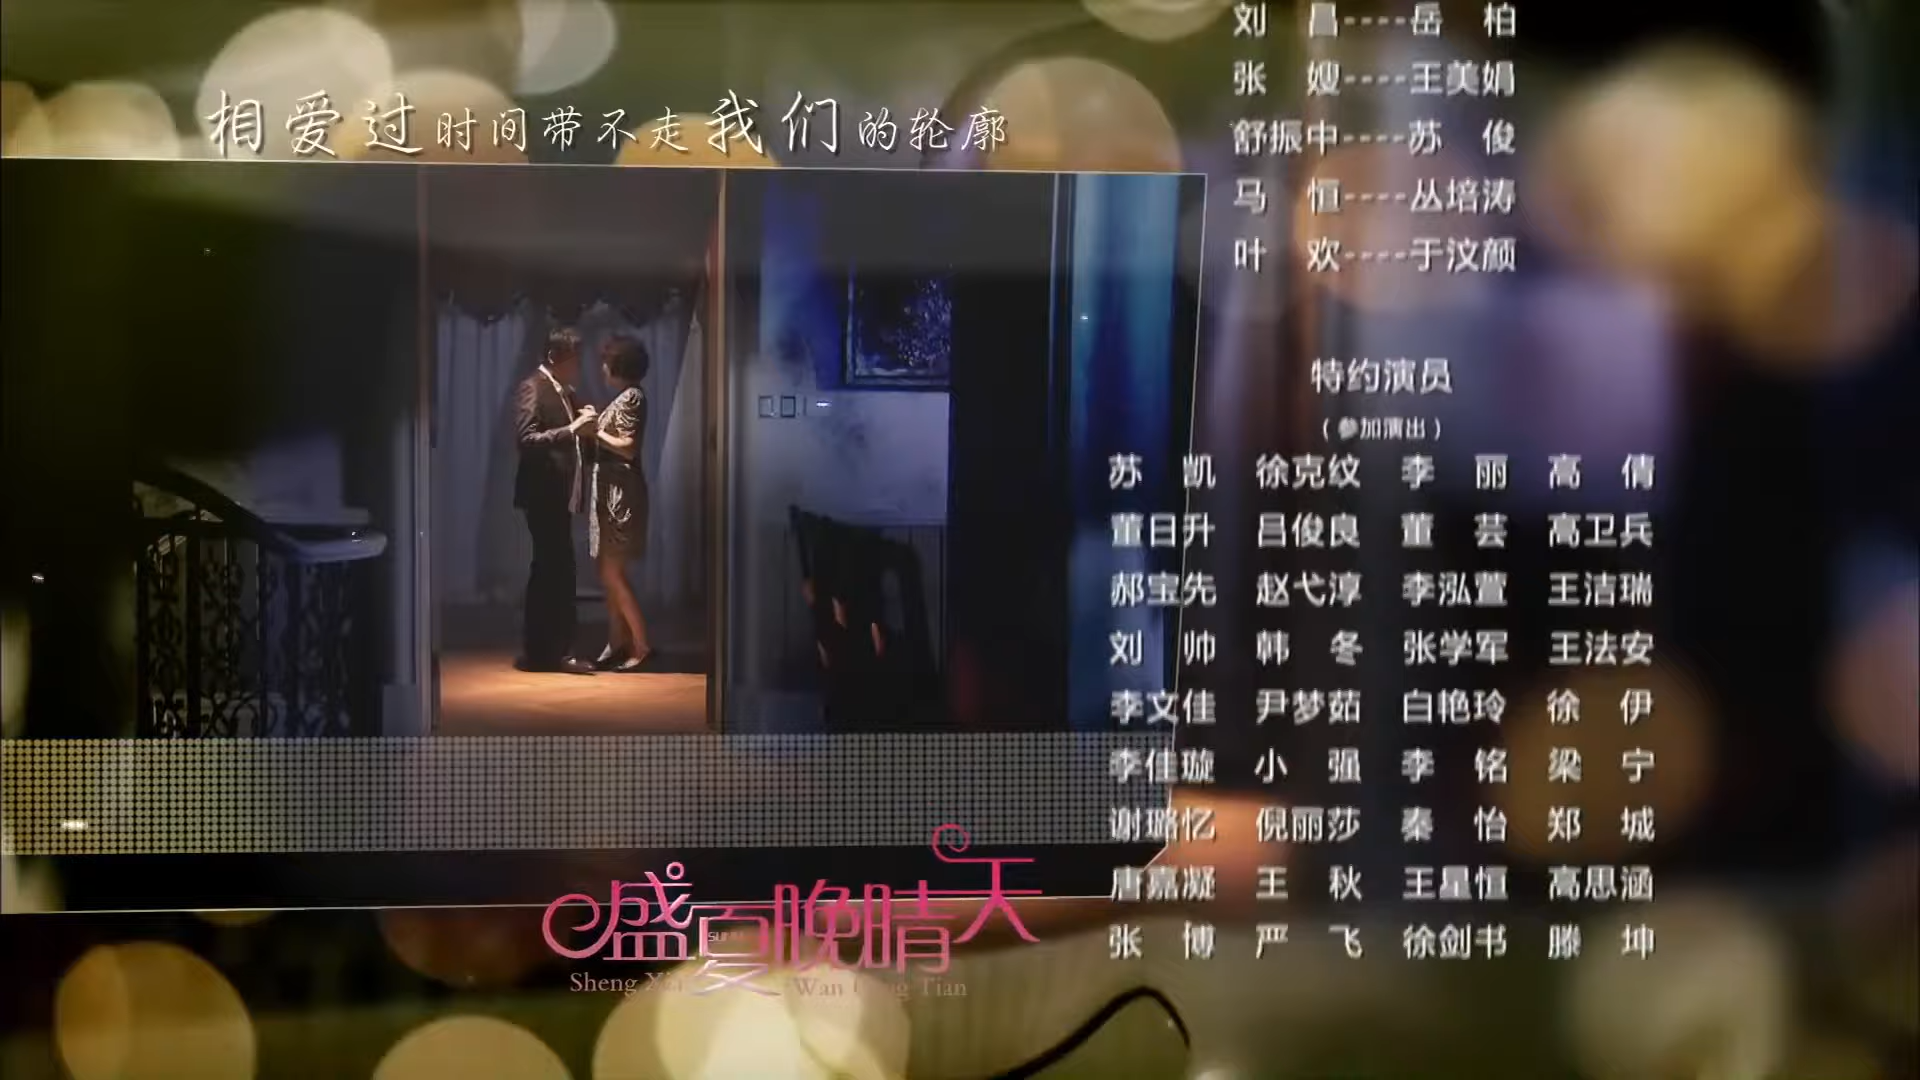 刘　昌----岳　柏
张　嫂----王美娟
舒振中----苏　俊
马　恒----丛培涛
叶　欢----于汶颜
相爱过时间带不走我们的轮廓
特约演员
（参加演出）
苏　凯　徐克纹　李　丽　高　倩
董日升　吕俊良　董　芸　高卫兵
郝宝先　赵弋淳　李泓萱　王洁瑞
刘　帅　韩　冬　张学军　王法安
李文佳　尹梦茹　白艳玲　徐　伊
李佳璇　小　强　李　铭　梁　宁
谢璐忆　倪丽莎　秦　怡　郑　城
唐嘉凝　王　秋　王星恒　高思涵
张　博　严　飞　徐剑书　滕　坤
盛夏晚晴天
Sheng Xia Wan Qing Tian